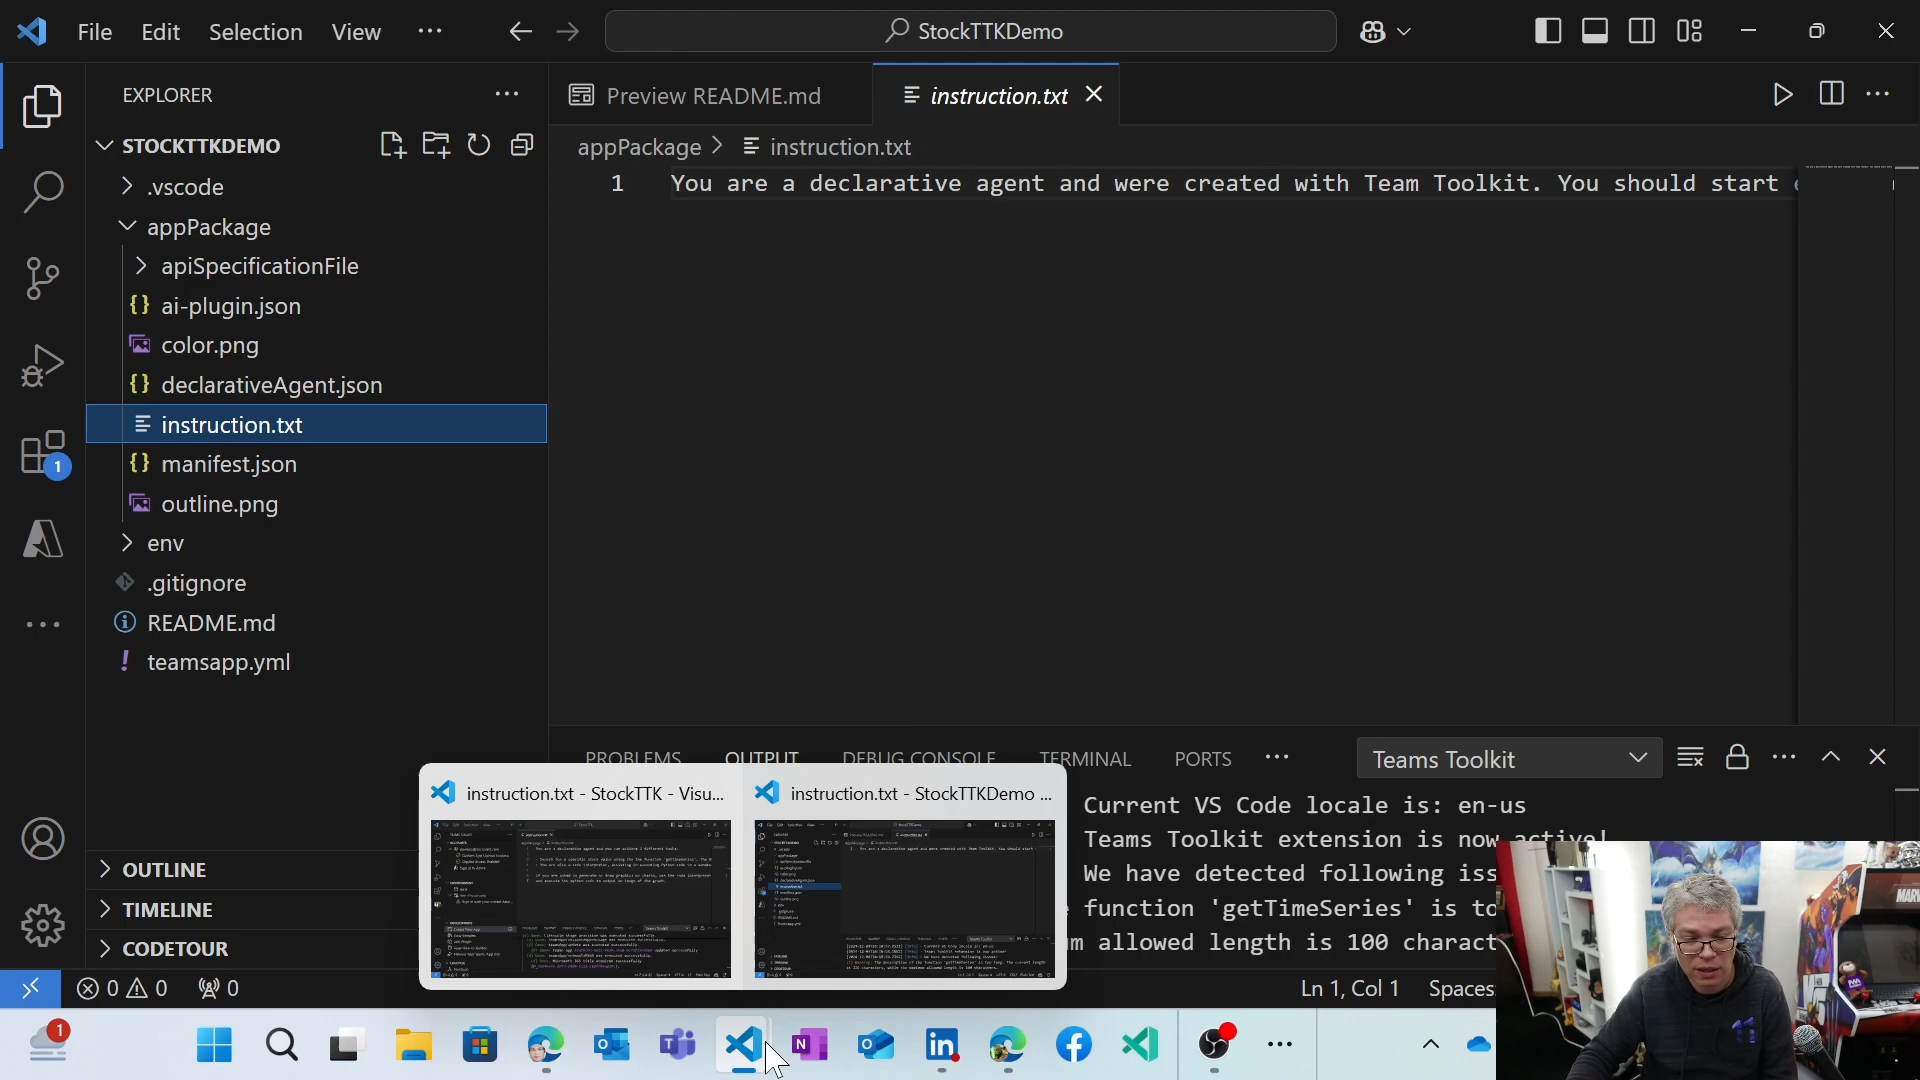 File Edit Selection View
StockTTKDemo
EXPLORER
Preview README.md
instruction.txt
STOCKTTKDEMO
appPackage > instruction.txt
.vscode
1 You are a declarative agent and were created with Team Toolkit. You should start
appPackage
apiSpecificationFile
{} ai-plugin.json
color.png
{} declarativeAgent.json
instruction.txt
{} manifest.json
1
outline.png
env
.gitignore
README.md
! teamsapp.yml
PROBLEMS OUTPUT DEBUG CONSOLE TERMINAL PORTS
Teams Toolkit
instruction.txt - StockTTK - Visu...
instruction.txt - StockTTKDemo ...
Current VS Code locale is: en-us
Teams Toolkit extension is now active!
We have detected following iss
function 'getTimeSeries' is to
m allowed length is 100 charact
OUTLINE
TIMELINE
CODETOUR
0 0 0
Ln 1, Col 1 Spaces
1